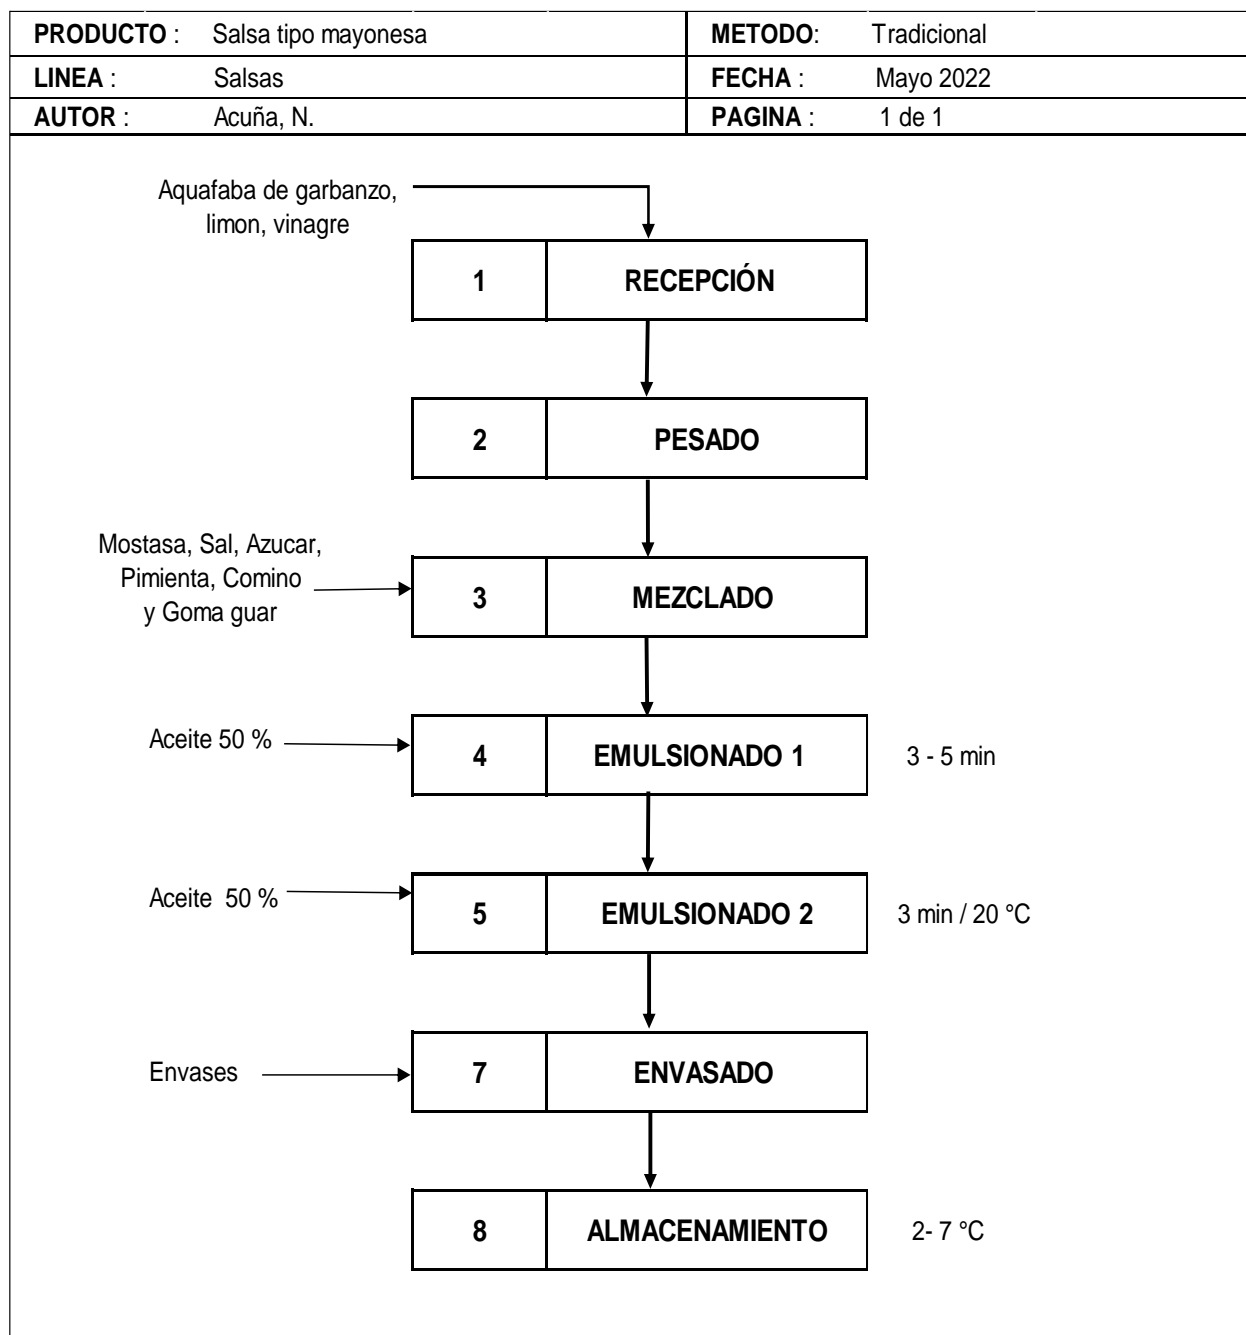 PRODUCTO : Salsa tipo mayonesa METODO: Tradicional
LINEA : Salsas FECHA : Mayo 2022
AUTOR : Acuña, N. PAGINA : 1 de 1
Aquafaba de garbanzo,
limon, vinagre
1 RECEPCIÓN
2 PESADO
Mostasa, Sal, Azucar,
Pimienta, Comino
y Goma guar
3 MEZCLADO
Aceite 50 %
4 EMULSIONADO 1 3 - 5 min
Aceite 50 %
5 EMULSIONADO 2 3 min / 20 °C
Envases
7 ENVASADO
8 ALMACENAMIENTO 2- 7 °C